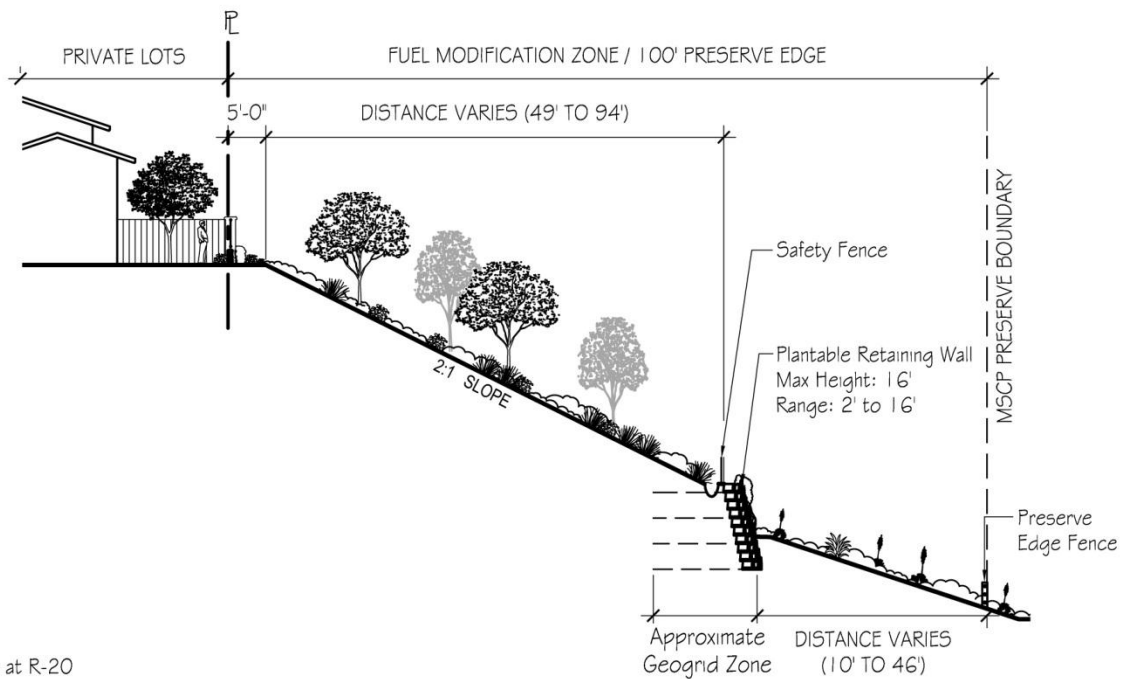 PL
PRIVATE LOTS
FUEL MODIFICATION ZONE / 100' PRESERVE EDGE
5'-0"
DISTANCE VARIES (49' TO 94')
MSCP PRESERVE BOUNDARY
Safety Fence
Plantable Retaining Wall
Max Height: 16'
Range: 2' to 16'
2:1 SLOPE
Preserve
Edge Fence
Approximate
Geogrid Zone
DISTANCE VARIES
(10' TO 46')
at R-20